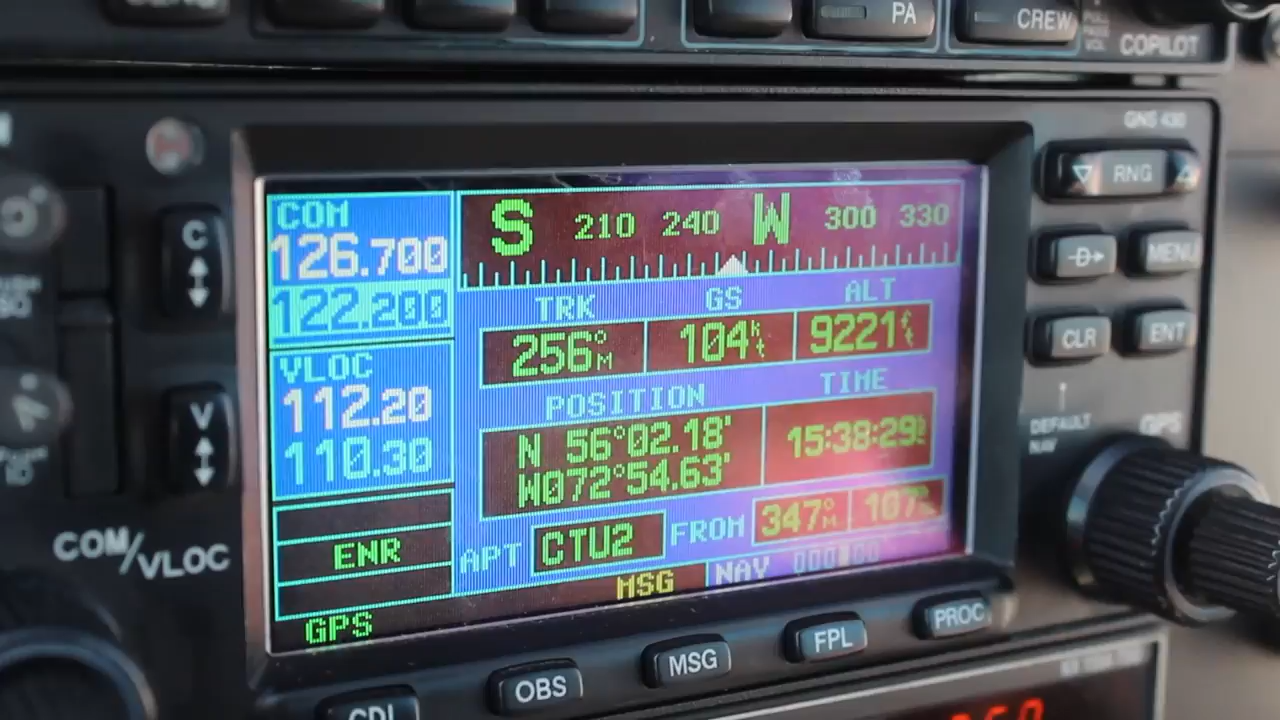 PA
CREW
COPILOT
GNS 430
COM
126.700
122.200
VLOC
112.20
110.30
ENR
GPS
S 210 240 W 300 330
TRK GS ALT
256°M 104kt 9221ft
POSITION TIME
N 56°02.18'
W072°54.63'
15:38:29
APT CTU2 FROM 347°M 107
MSG NAV
RNG
C
D
MENU
CLR
ENT
DEFAULT
NAV
GPS
V
COM/VLOC
CDI
OBS
MSG
FPL
PROC